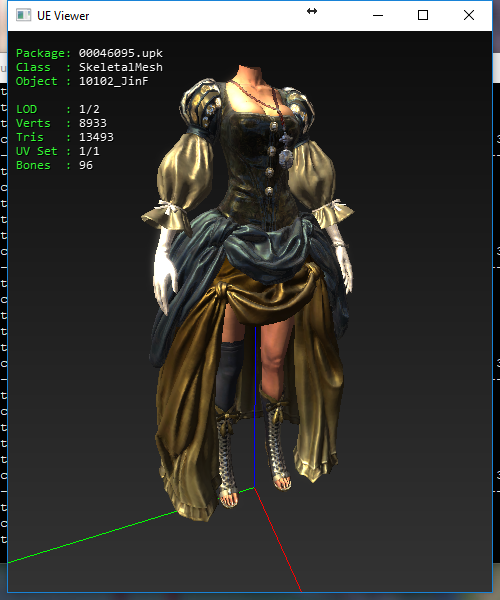 UE Viewer
Package: 00046095.upk
Class : SkeletalMesh
Object : 10102_JinF
LOD : 1/2
Verts : 8933
Tris : 13493
UV Set : 1/1
Bones : 96